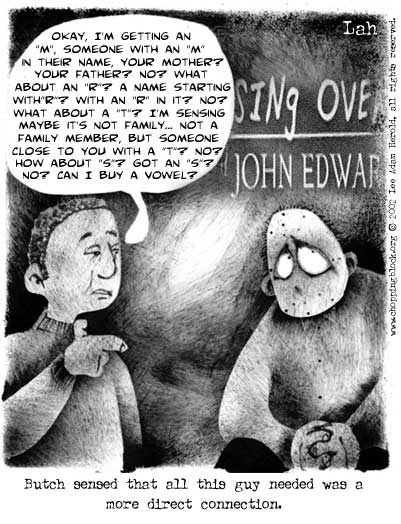 Lah
OKAY, I'M GETTING AN
"M", SOMEONE WITH AN "M"
IN THEIR NAME, YOUR MOTHER?
YOUR FATHER? NO? WHAT
ABOUT AN "R"? A NAME STARTING
WITH"R"? WITH AN "R" IN IT? NO?
WHAT ABOUT A "T"? I'M SENSING
MAYBE IT'S NOT FAMILY... NOT A
FAMILY MEMBER, BUT SOMEONE
CLOSE TO YOU WITH A "T"? NO?
HOW ABOUT "S"? GOT AN "S"?
NO? CAN I BUY A VOWEL?
SING OVE
JOHN EDWAR
www.choppingblock.org © 2002 Lee Adam Herold, all rights reserved.
Butch sensed that all this guy needed was a
more direct connection.